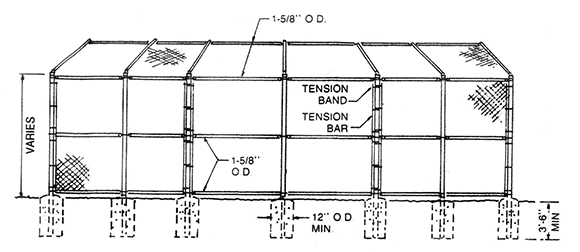 1-5/8'' O D.
TENSION
BAND
TENSION
BAR
VARIES
1-5/8''
O D
12'' O D
MIN
3'-6''
MIN